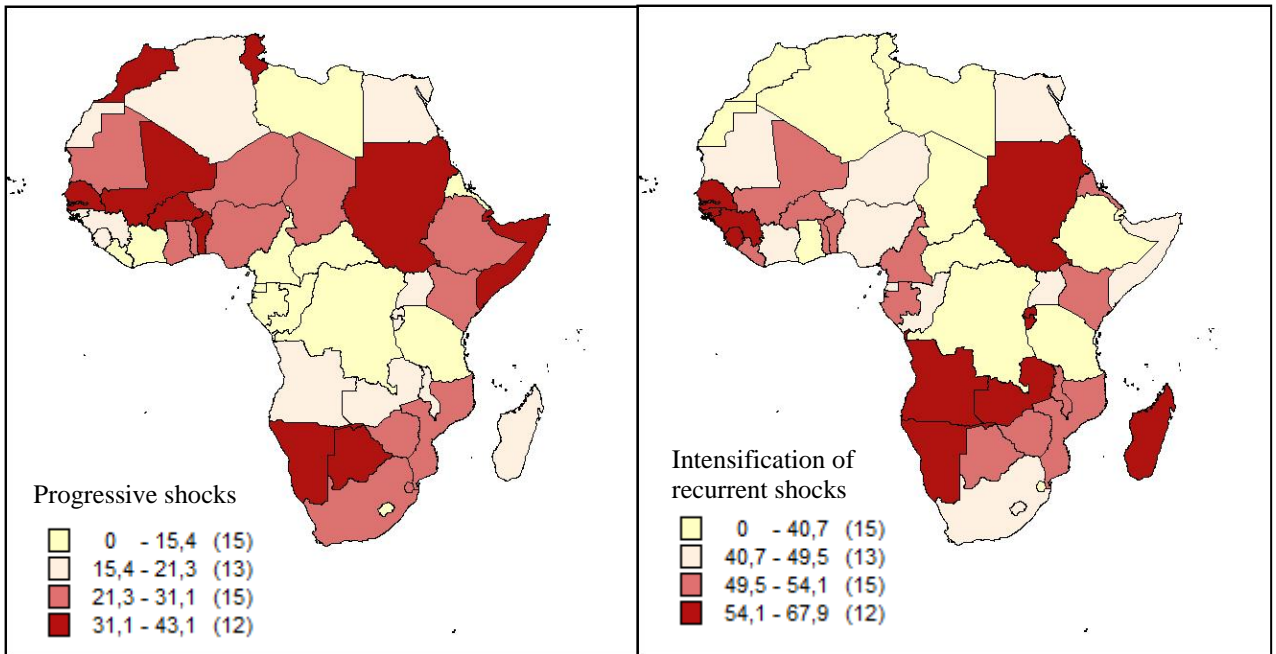 Progressive shocks
0 - 15,4 (15)
15,4 - 21,3 (13)
21,3 - 31,1 (15)
31,1 - 43,1 (12)
Intensification of
recurrent shocks
0 - 40,7 (15)
40,7 - 49,5 (13)
49,5 - 54,1 (15)
54,1 - 67,9 (12)